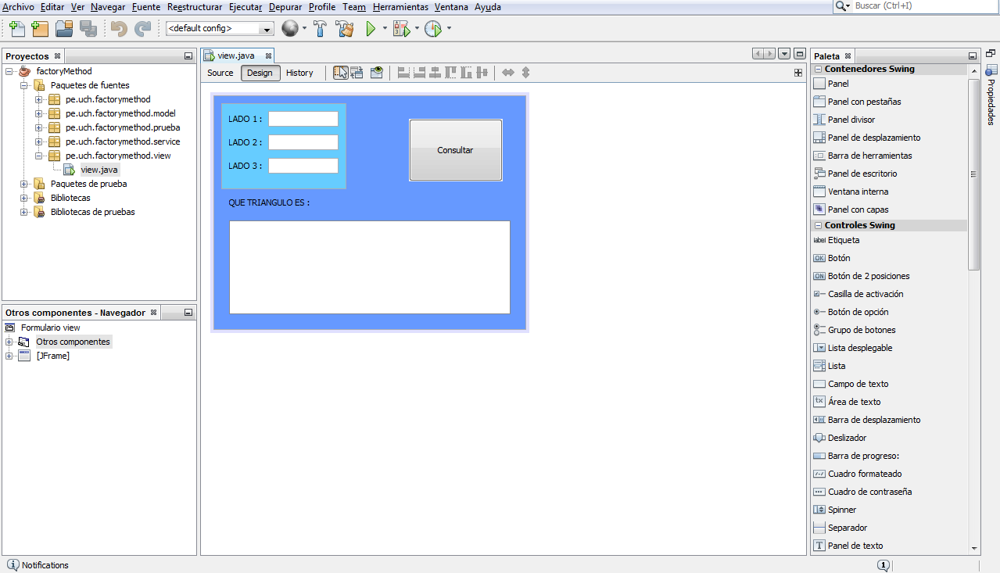 Archivo Editar Ver Navegar Fuente Reestructurar Ejecutar Depurar Profile Team Herramientas Ventana Ayuda
Buscar (Ctrl+I)
<default config>
Proyectos
factoryMethod
Paquetes de fuentes
pe.uch.factorymethod
pe.uch.factorymethod.model
pe.uch.factorymethod.prueba
pe.uch.factorymethod.service
pe.uch.factorymethod.view
view.java
Paquetes de prueba
Bibliotecas
Bibliotecas de pruebas
Otros componentes - Navegador
Formulario view
Otros componentes
[JFrame]
view.java
Source Design History
LADO 1 :
LADO 2 :
LADO 3 :
Consultar
QUE TRIANGULO ES :
Paleta
Contenedores Swing
Panel
Panel con pestañas
Panel divisor
Panel de desplazamiento
Barra de herramientas
Panel de escritorio
Ventana interna
Panel con capas
Controles Swing
label Etiqueta
OK Botón
ON Botón de 2 posiciones
Casilla de activación
Botón de opción
Grupo de botones
Lista desplegable
Lista
Campo de texto
Área de texto
Barra de desplazamiento
Deslizador
Barra de progreso:
Cuadro formateado
Cuadro de contraseña
Spinner
Separador
T Panel de texto
Propiedades
Notifications
1